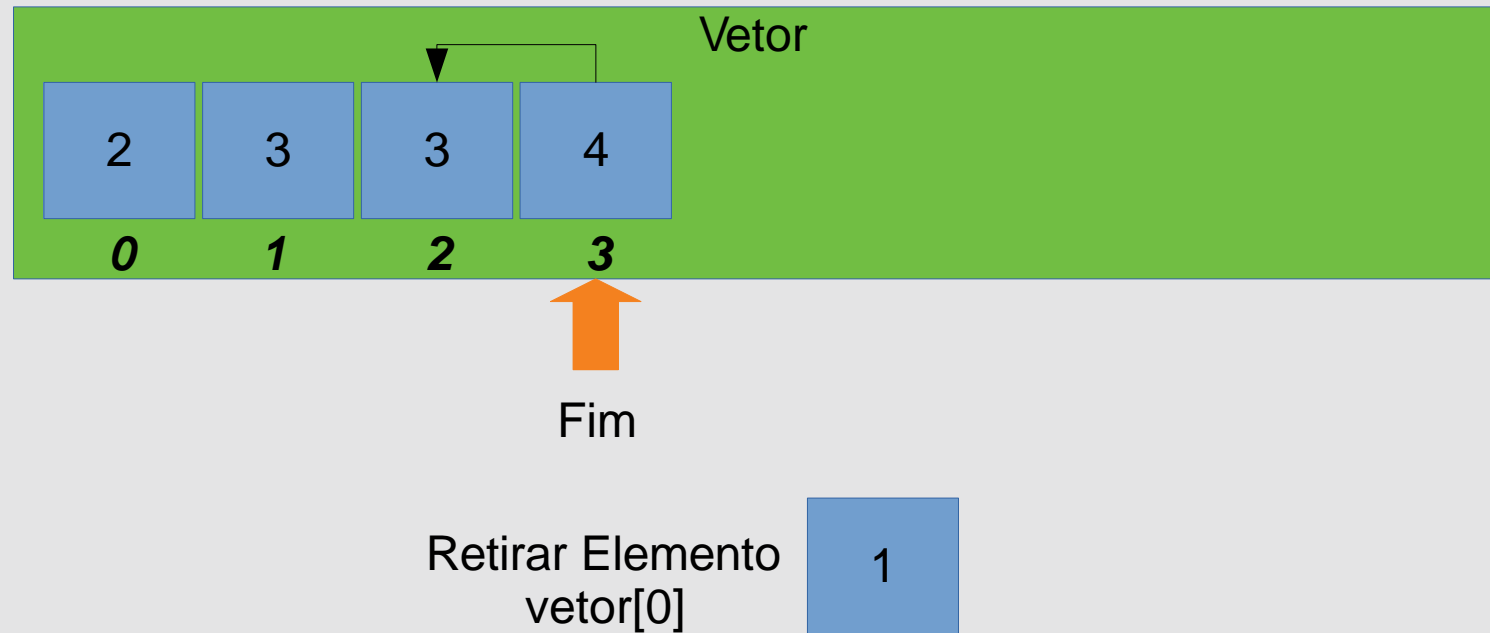 Vetor
2 3 3 4
0 1 2 3
Fim
Retirar Elemento
vetor[0]
1